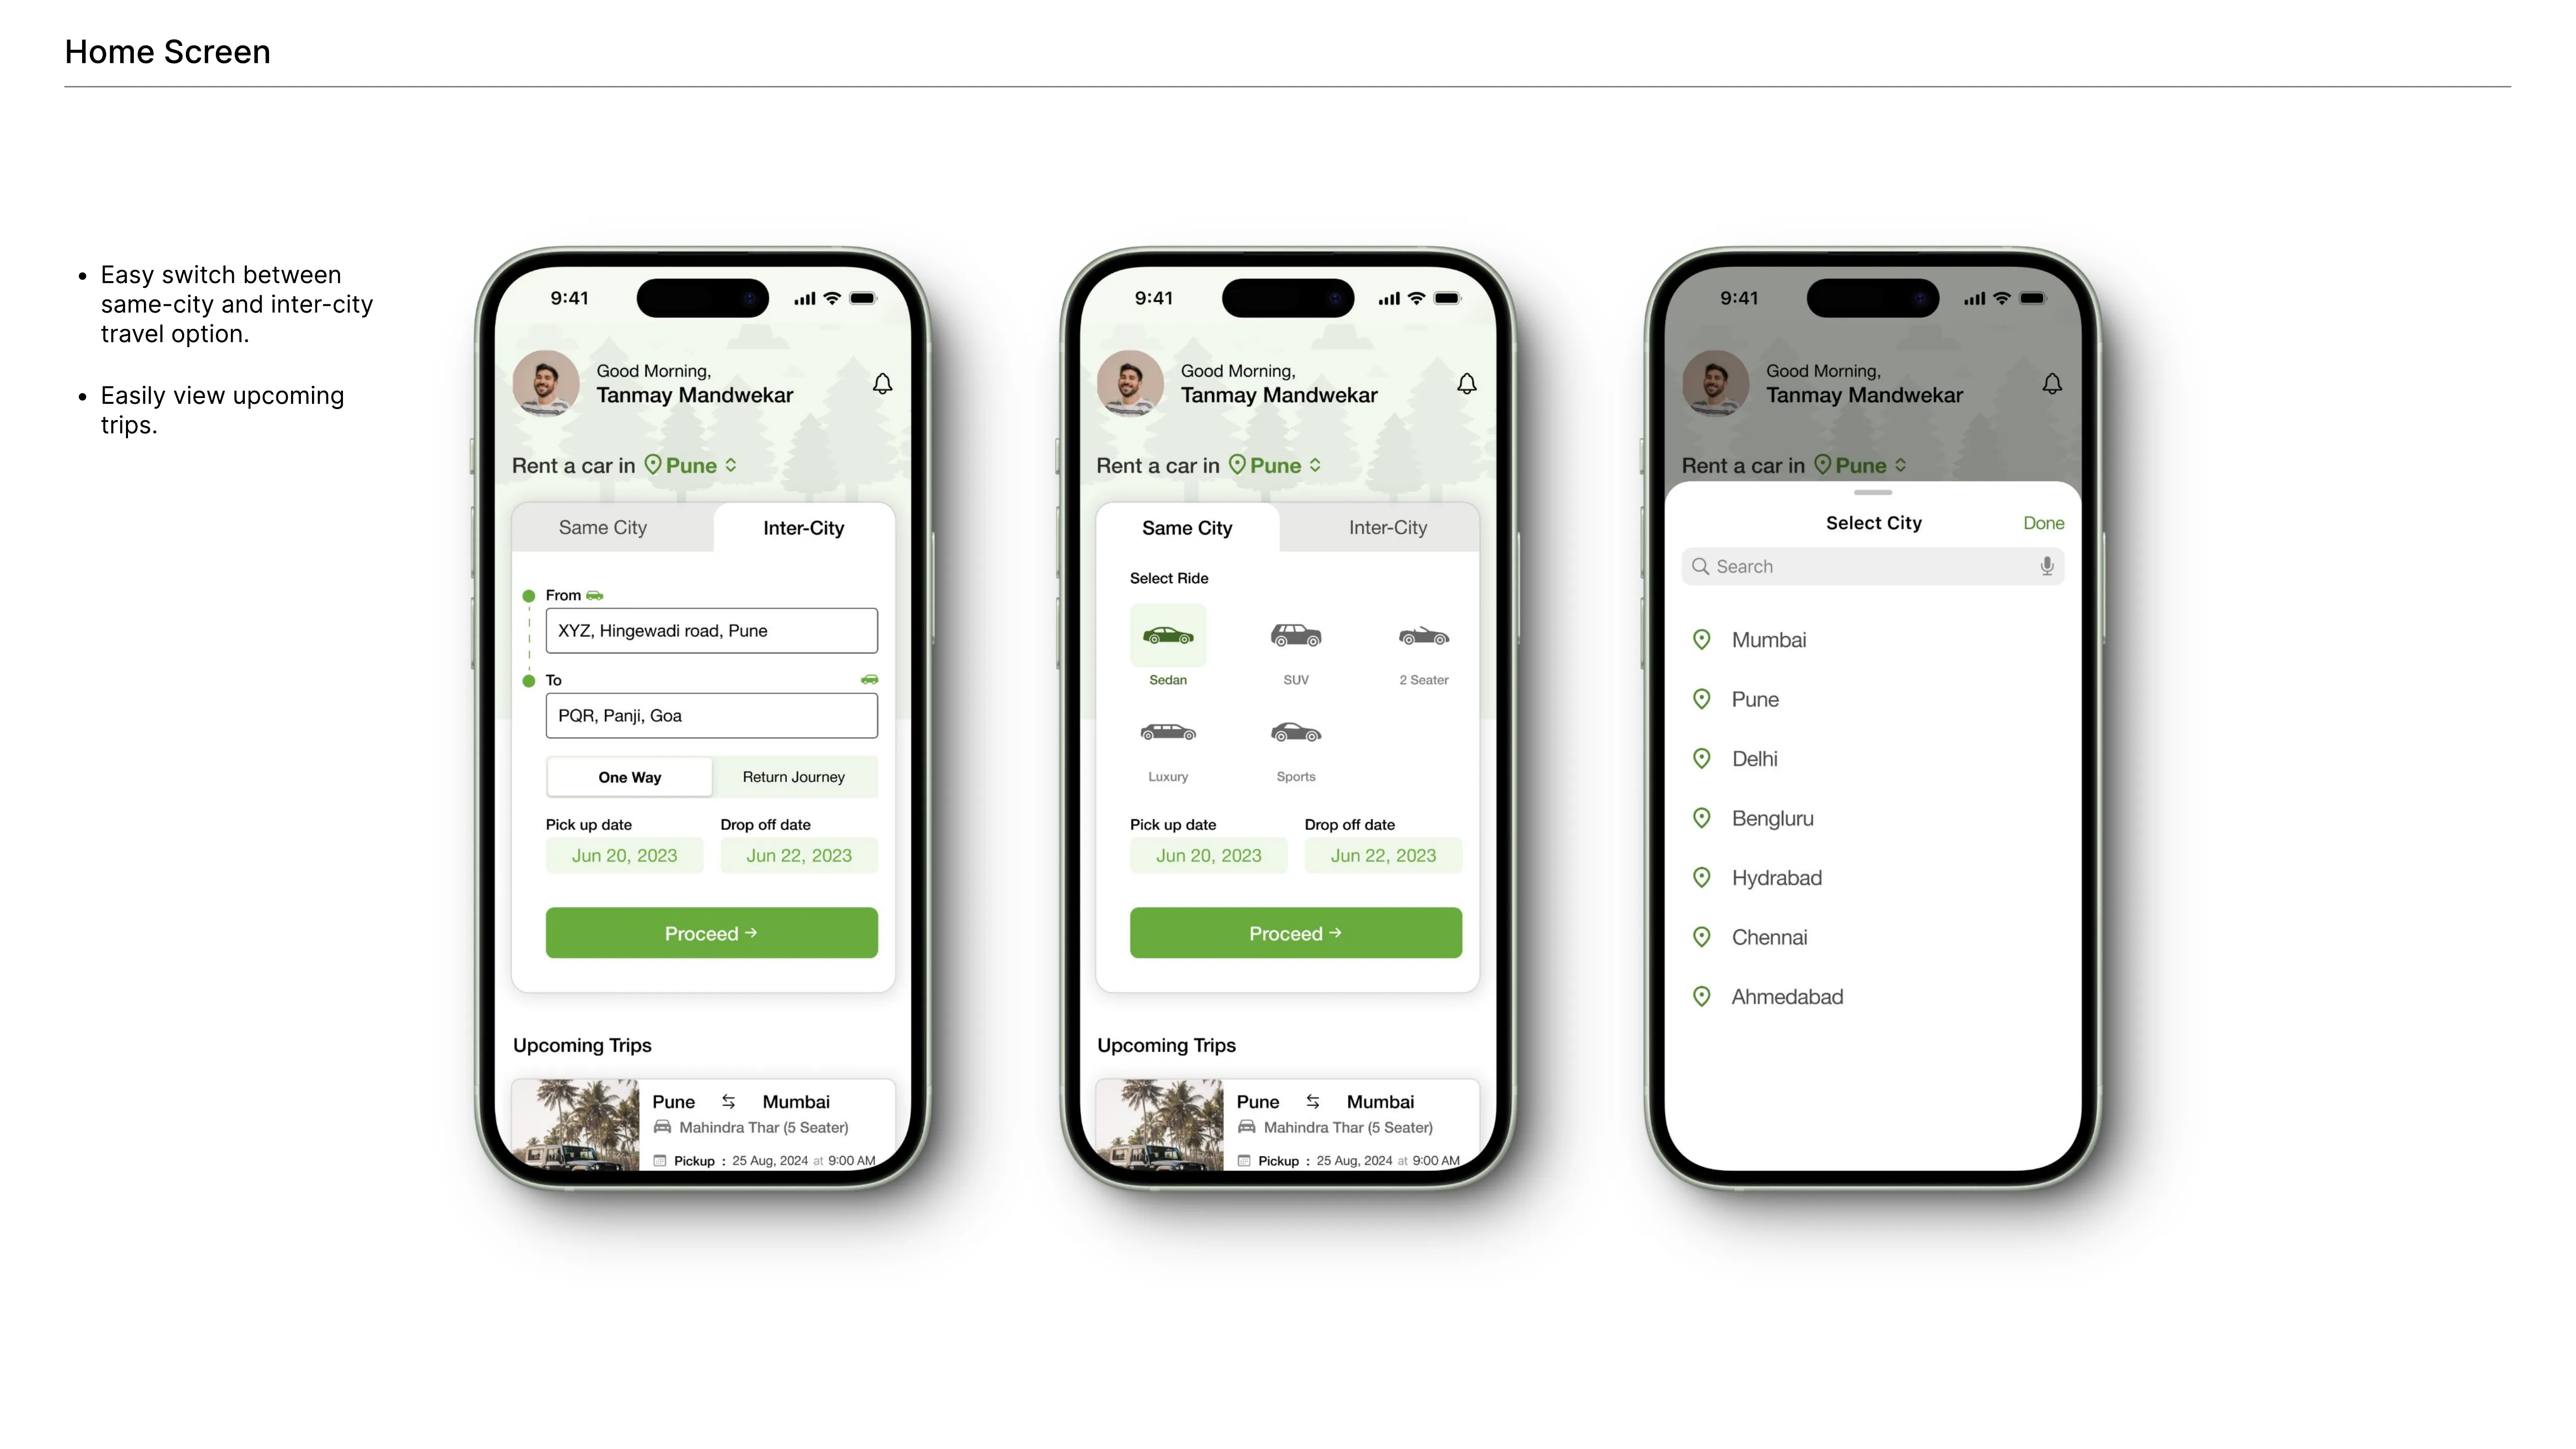 Home Screen
• Easy switch between
same-city and inter-city
travel option.
• Easily view upcoming
trips.
9:41
Good Morning,
Tanmay Mandwekar
Rent a car in Pune
Same City Inter-City
From
XYZ, Hingewadi road, Pune
To
PQR, Panji, Goa
One Way Return Journey
Pick up date Drop off date
Jun 20, 2023 Jun 22, 2023
Proceed →
Upcoming Trips
Pune ⇆ Mumbai
Mahindra Thar (5 Seater)
Pickup : 25 Aug, 2024 at 9:00 AM
9:41
Good Morning,
Tanmay Mandwekar
Rent a car in Pune
Same City Inter-City
Select Ride
Sedan SUV 2 Seater
Luxury Sports
Pick up date Drop off date
Jun 20, 2023 Jun 22, 2023
Proceed →
Upcoming Trips
Pune ⇆ Mumbai
Mahindra Thar (5 Seater)
Pickup : 25 Aug, 2024 at 9:00 AM
9:41
Good Morning,
Tanmay Mandwekar
Rent a car in Pune
Select City Done
Search
Mumbai
Pune
Delhi
Bengluru
Hydrabad
Chennai
Ahmedabad